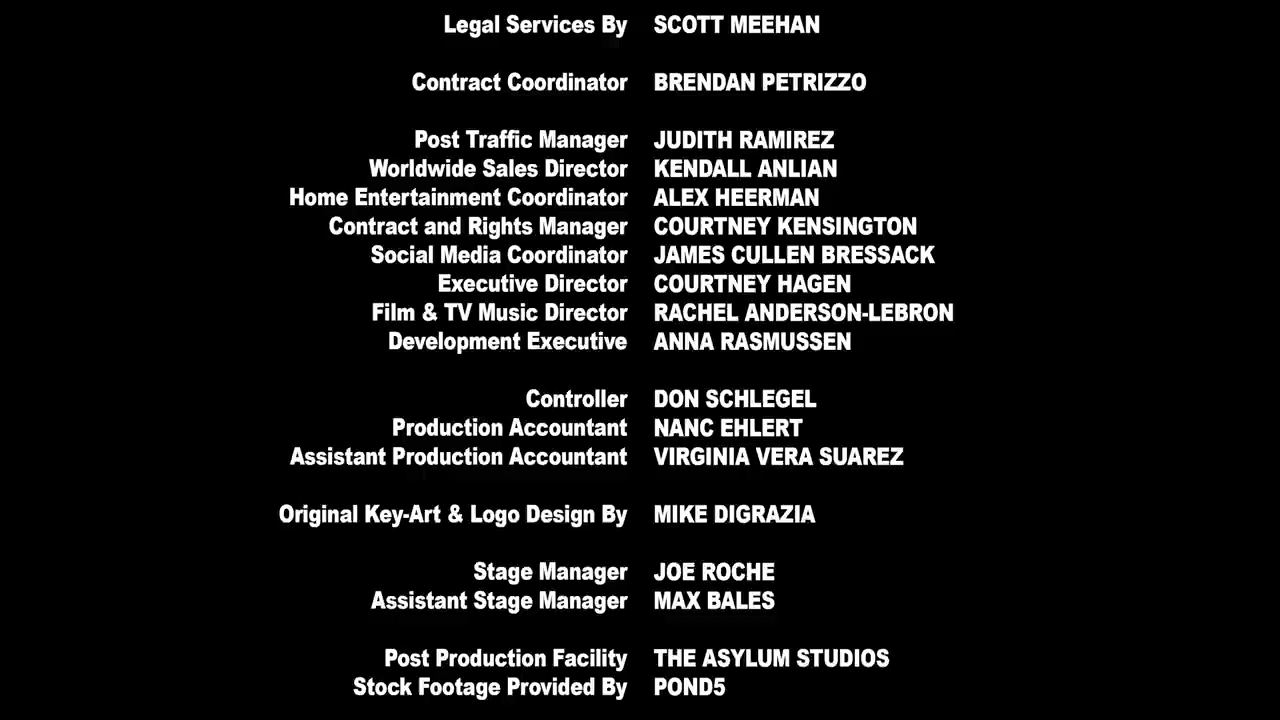 Legal Services By SCOTT MEEHAN
Contract Coordinator BRENDAN PETRIZZO
Post Traffic Manager JUDITH RAMIREZ
Worldwide Sales Director KENDALL ANLIAN
Home Entertainment Coordinator ALEX HEERMAN
Contract and Rights Manager COURTNEY KENSINGTON
Social Media Coordinator JAMES CULLEN BRESSACK
Executive Director COURTNEY HAGEN
Film & TV Music Director RACHEL ANDERSON-LEBRON
Development Executive ANNA RASMUSSEN
Controller DON SCHLEGEL
Production Accountant NANC EHLERT
Assistant Production Accountant VIRGINIA VERA SUAREZ
Original Key-Art & Logo Design By MIKE DIGRAZIA
Stage Manager JOE ROCHE
Assistant Stage Manager MAX BALES
Post Production Facility THE ASYLUM STUDIOS
Stock Footage Provided By POND5